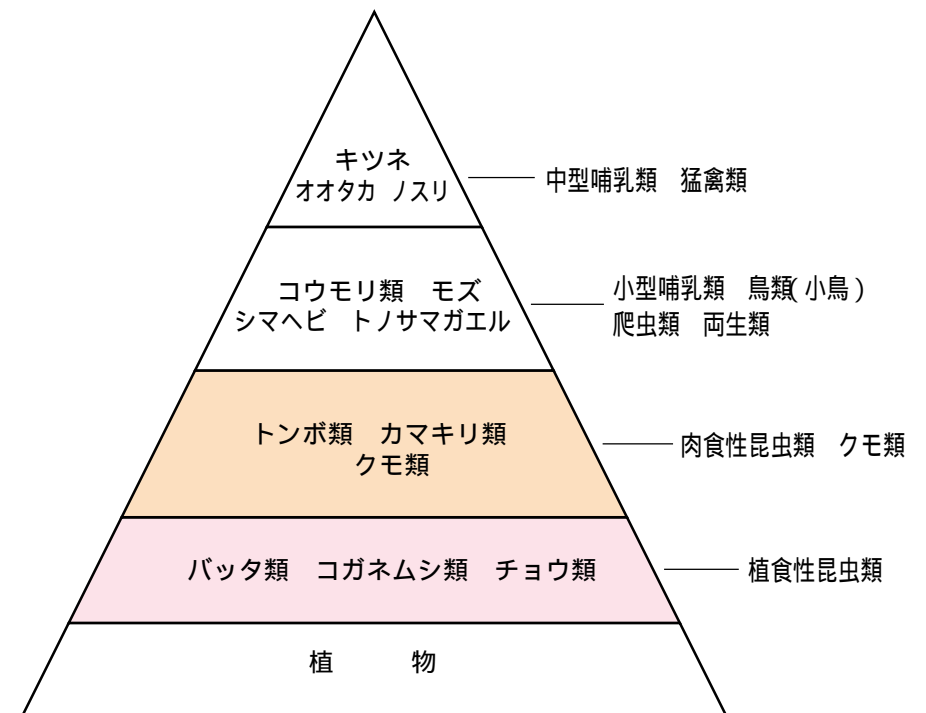 キツネ
オオタカ ノスリ
中型哺乳類 猛禽類
コウモリ類 モズ
シマヘビ トノサマガエル
小型哺乳類 鳥類(小鳥)
爬虫類 両生類
トンボ類 カマキリ類
クモ類
肉食性昆虫類 クモ類
バッタ類 コガネムシ類 チョウ類
植食性昆虫類
植 物